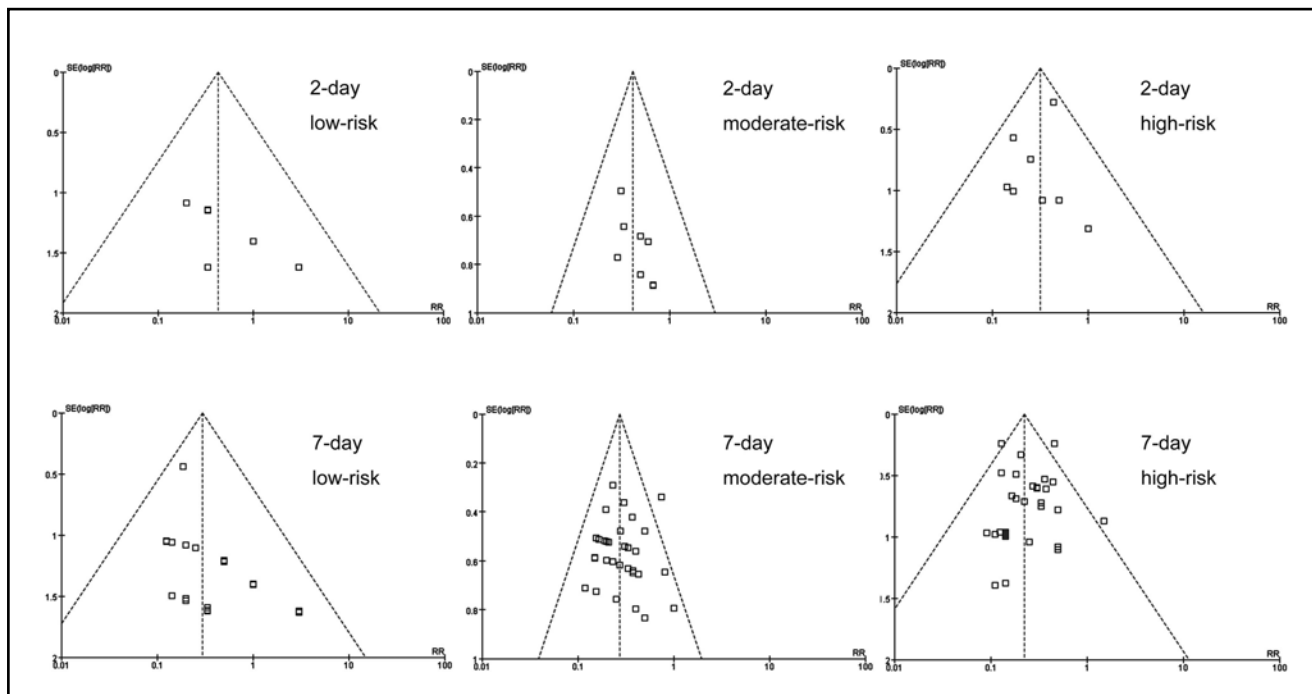 SE(log[RR])
0
2-day
low-risk
0.5
1
1.5
2
RR
0.01 0.1 1 10 100
SE(log[RR])
0
2-day
moderate-risk
0.2
0.4
0.6
0.8
1
RR
0.01 0.1 1 10 100
SE(log[RR])
0
2-day
high-risk
0.5
1
1.5
2
RR
0.01 0.1 1 10 100
SE(log[RR])
0
7-day
low-risk
0.5
1
1.5
2
RR
0.01 0.1 1 10 100
SE(log[RR])
0
7-day
moderate-risk
0.2
0.4
0.6
0.8
1
RR
0.01 0.1 1 10 100
SE(log[RR])
0
7-day
high-risk
1
1.5
2
RR
0.01 0.1 1 10 100